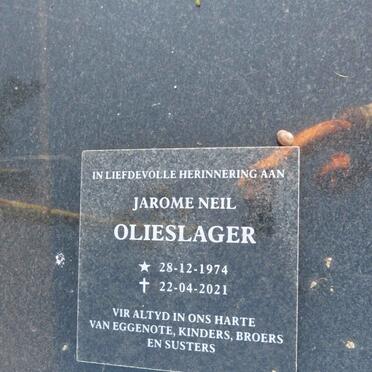 IN LIEFDEVOLLE HERINNERING AAN
JAROME NEIL
OLIESLAGER
★ 28-12-1974
✝ 22-04-2021
VIR ALTYD IN ONS HARTE
VAN EGGENOTE, KINDERS, BROERS
EN SUSTERS